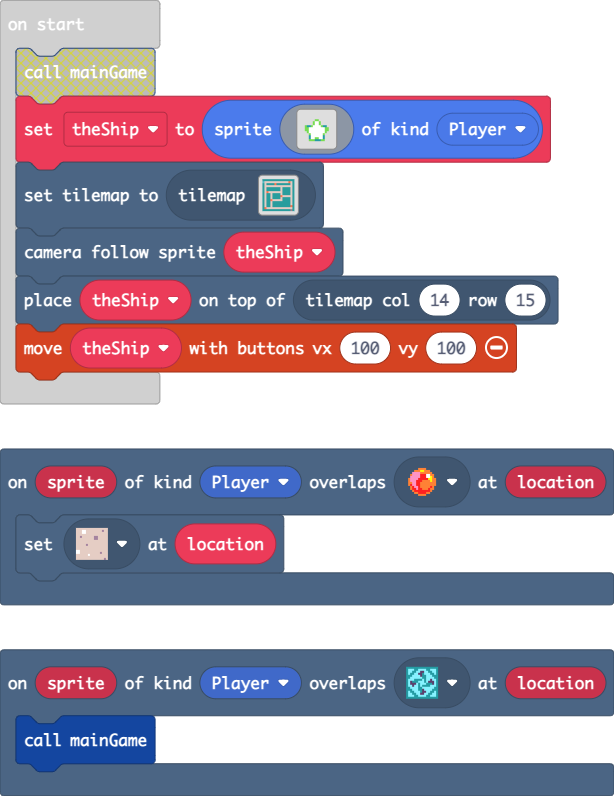 on start
call mainGame
set theShip to sprite of kind Player
set tilemap to tilemap
camera follow sprite theShip
place theShip on top of tilemap col 14 row 15
move theShip with buttons vx 100 vy 100
on sprite of kind Player overlaps at location
set at location
on sprite of kind Player overlaps at location
call mainGame